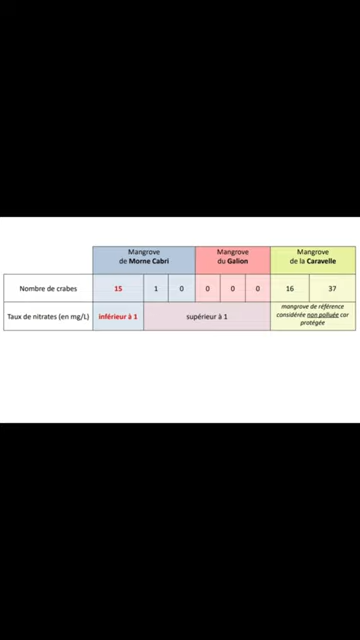 Mangrove
de Morne Cabri
Mangrove
du Galion
Mangrove
de la Caravelle
Nombre de crabes
15
1
0
0
0
0
16
37
Taux de nitrates (en mg/L)
inférieur à 1
supérieur à 1
mangrove de référence
considérée non polluée car
protégée